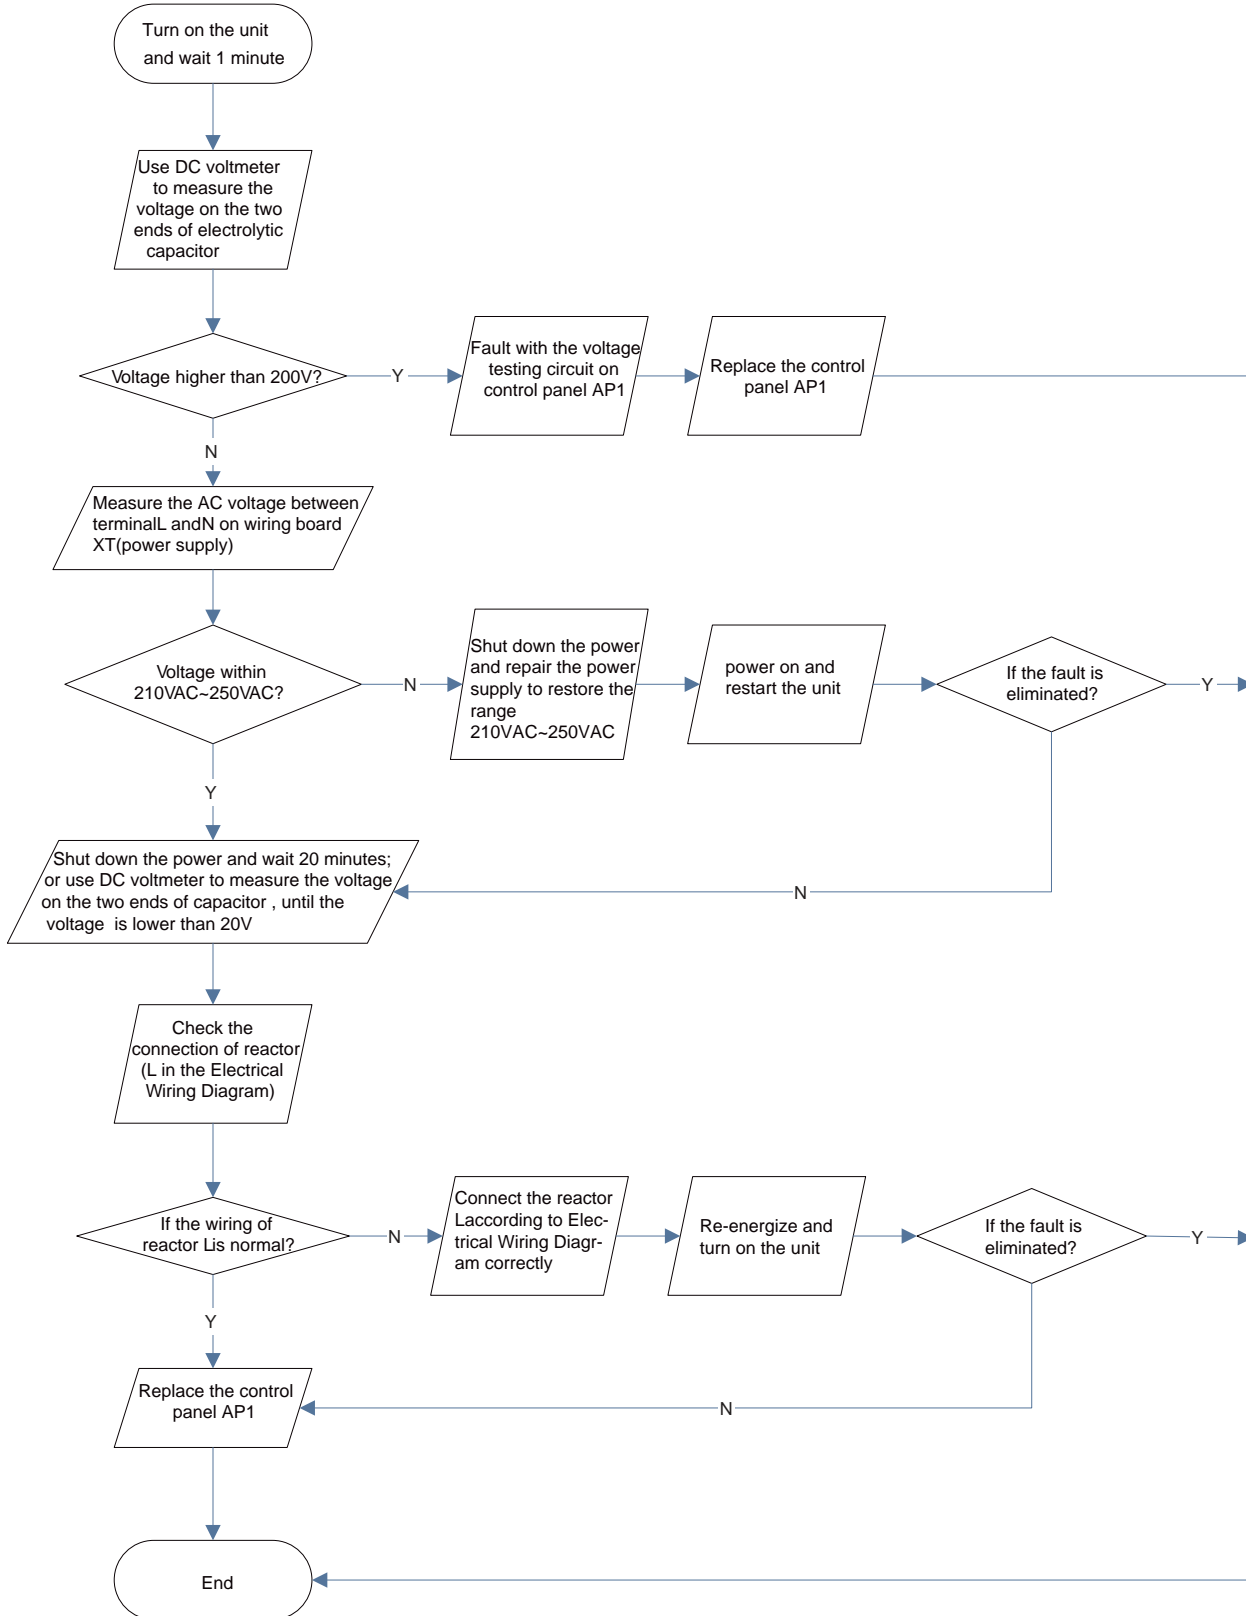 Turn on the unit
and wait 1 minute
Use DC voltmeter
to measure the
voltage on the two
ends of electrolytic
capacitor
Voltage higher than 200V?
Y
Fault with the voltage
testing circuit on
control panel AP1
Replace the control
panel AP1
N
Measure the AC voltage between
terminalL andN on wiring board
XT(power supply)
Voltage within
210VAC~250VAC?
N
Shut down the power
and repair the power
supply to restore the
range
210VAC~250VAC
power on and
restart the unit
If the fault is
eliminated?
Y
Y
N
Shut down the power and wait 20 minutes;
or use DC voltmeter to measure the voltage
on the two ends of capacitor , until the
voltage  is lower than 20V
Check the
connection of reactor
(L in the Electrical
Wiring Diagram)
If the wiring of
reactor Lis normal?
N
Connect the reactor
Laccording to Elec-
trical Wiring Diagr-
am correctly
Re-energize and
turn on the unit
If the fault is
eliminated?
Y
Y
N
Replace the control
panel AP1
End